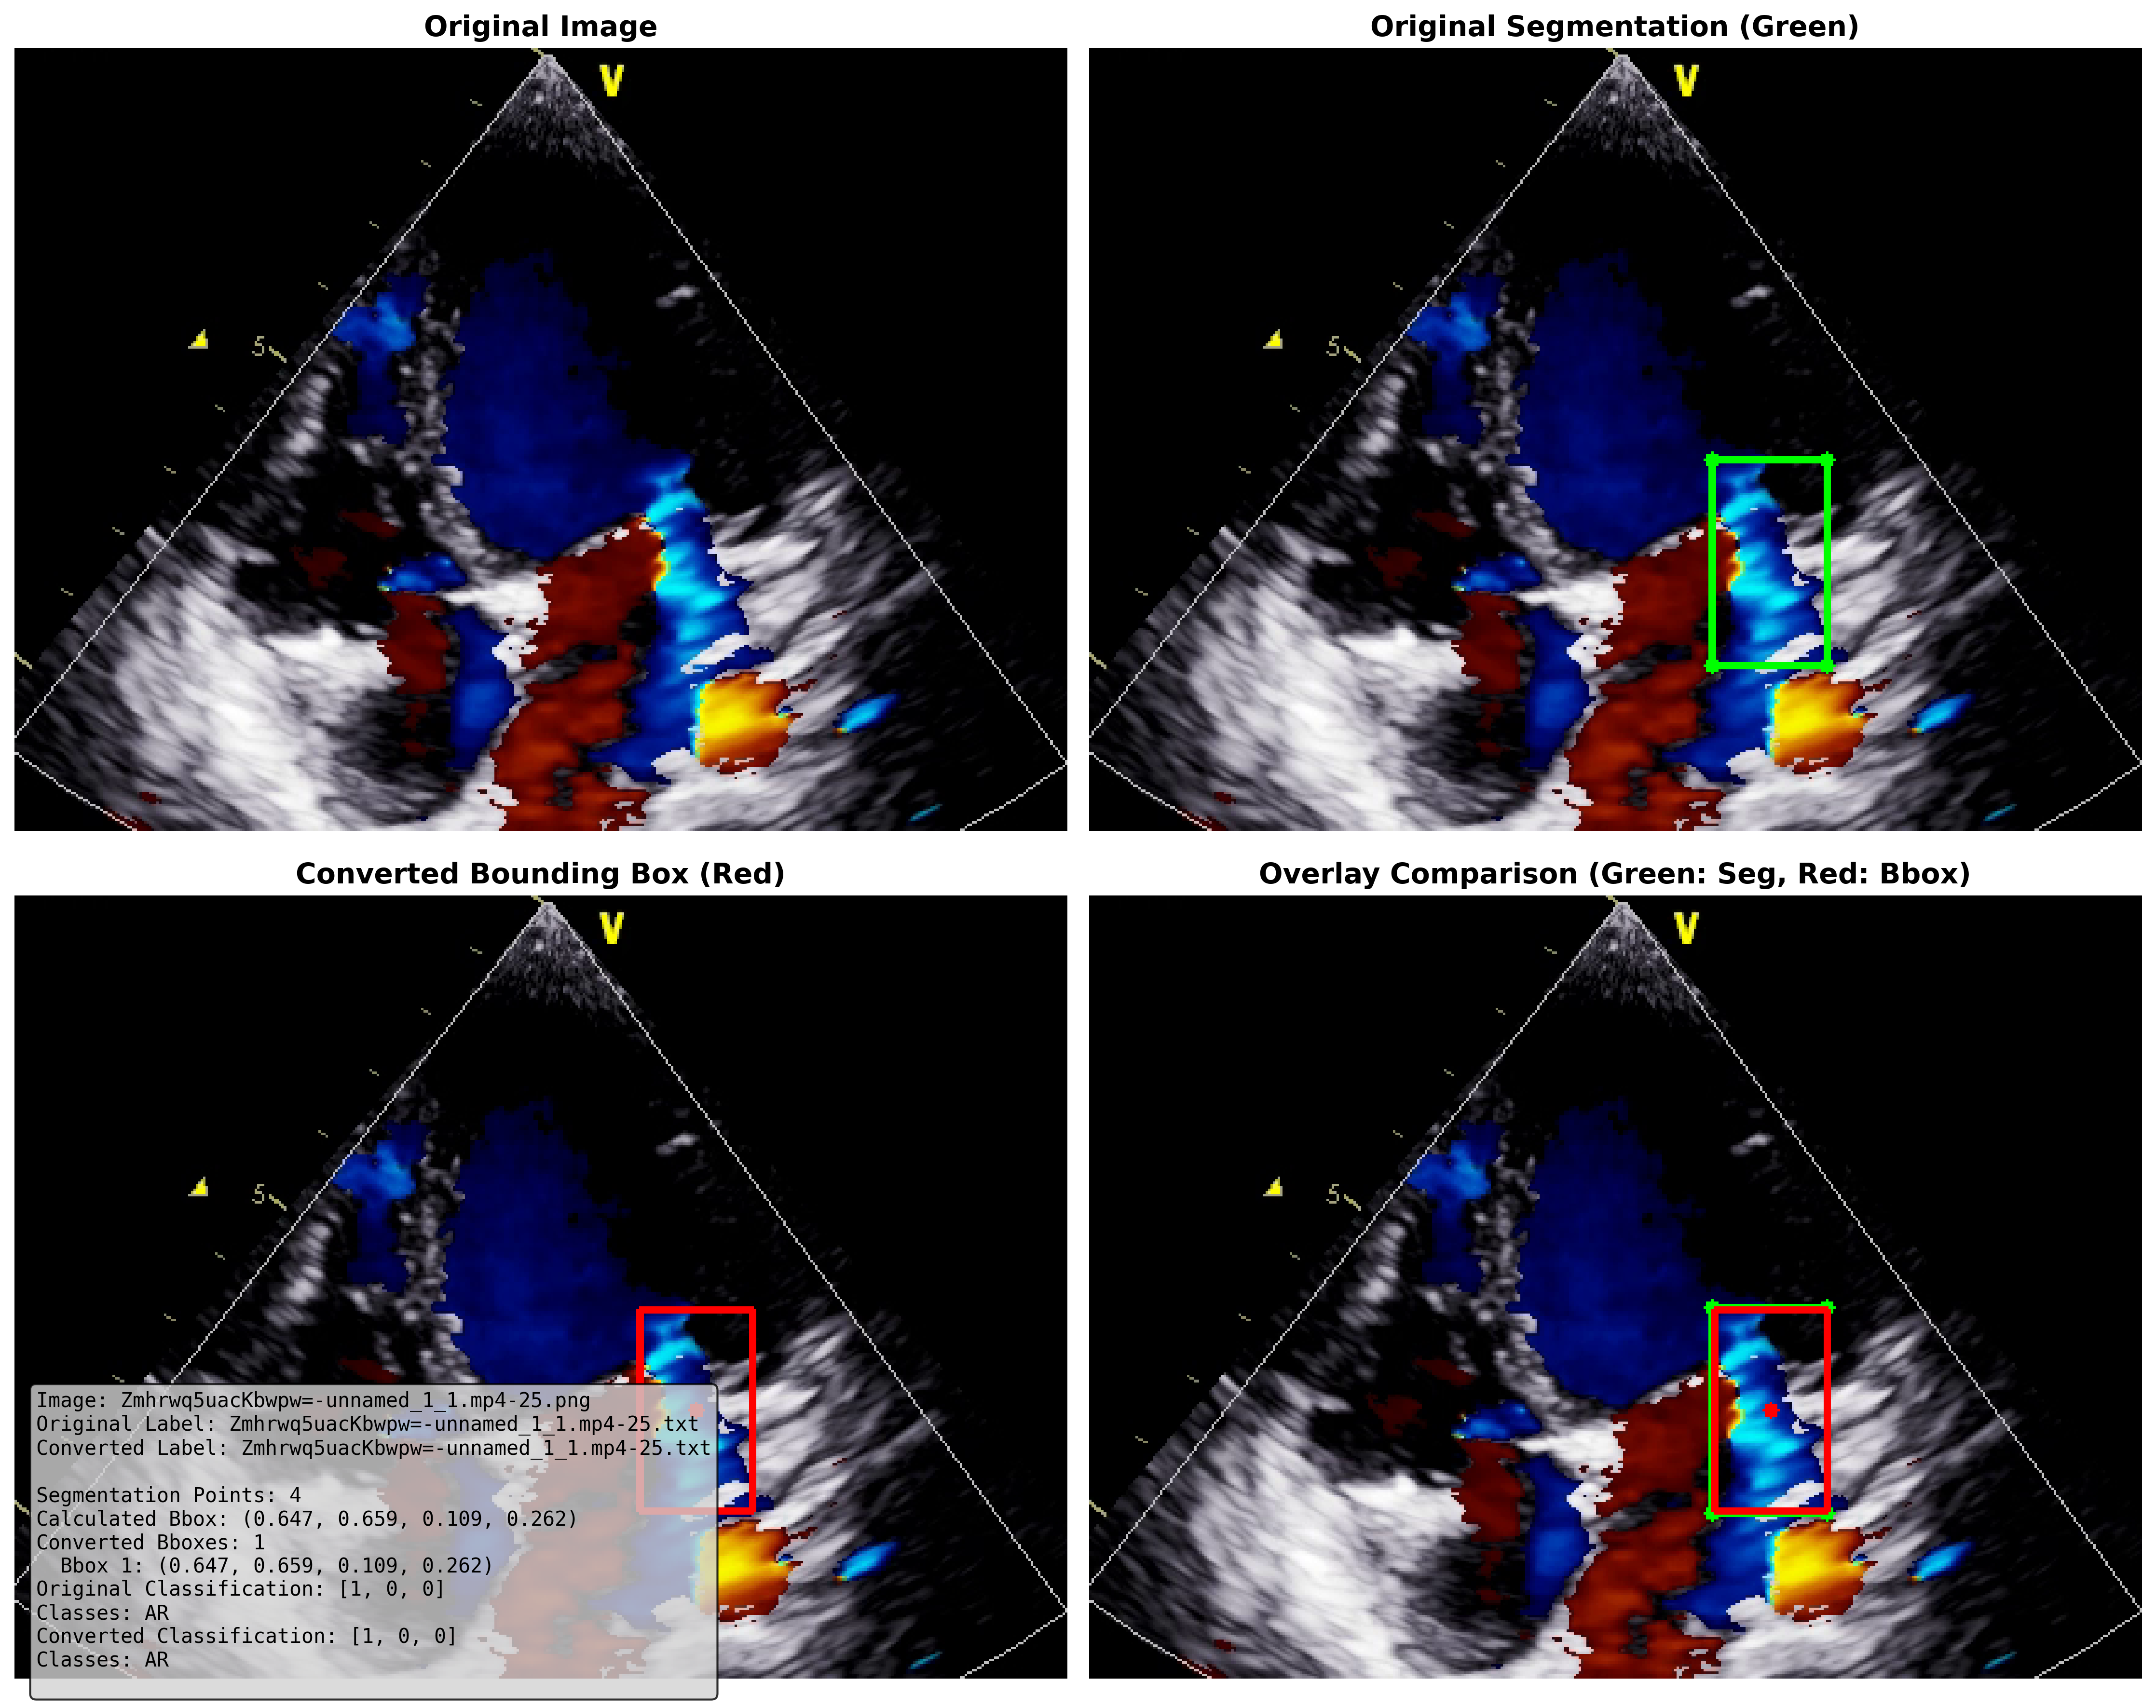 Original Image
Original Segmentation (Green)
V
5
V
5
Converted Bounding Box (Red)
Overlay Comparison (Green: Seg, Red: Bbox)
V
5
V
5
Image: Zmhrwq5uacKbwpw=-unnamed_1_1.mp4-25.png
Original Label: Zmhrwq5uacKbwpw=-unnamed_1_1.mp4-25.txt
Converted Label: Zmhrwq5uacKbwpw=-unnamed_1_1.mp4-25.txt
Segmentation Points: 4
Calculated Bbox: (0.647, 0.659, 0.109, 0.262)
Converted Bboxes: 1
Bbox 1: (0.647, 0.659, 0.109, 0.262)
Original Classification: [1, 0, 0]
Classes: AR
Converted Classification: [1, 0, 0]
Classes: AR